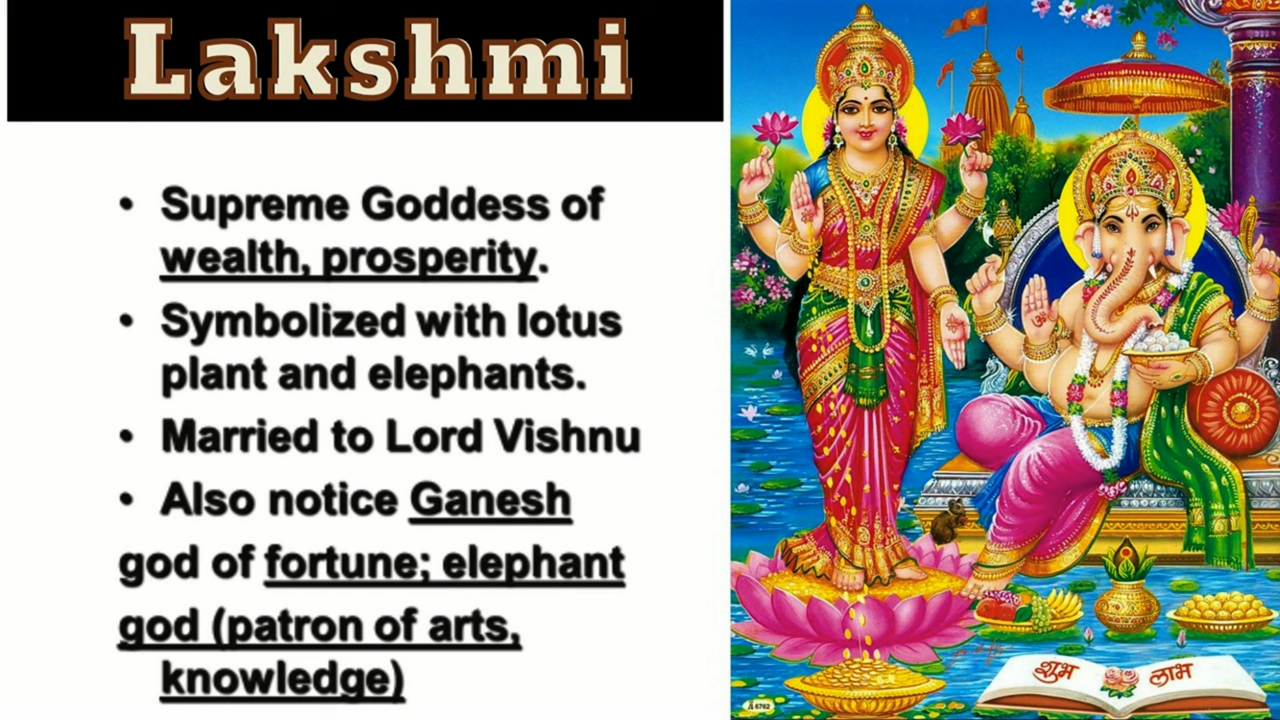 Lakshmi
• Supreme Goddess of
wealth, prosperity.
• Symbolized with lotus
plant and elephants.
• Married to Lord Vishnu
• Also notice Ganesh
god of fortune; elephant
god (patron of arts,
knowledge)
शुभ लाभ